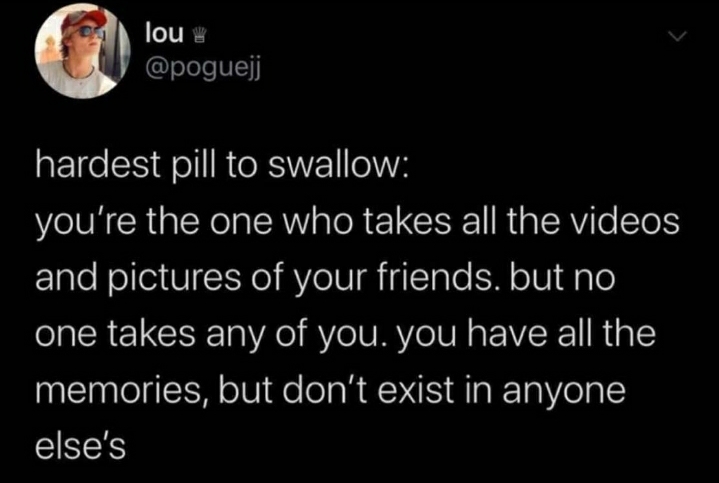 lou ♕
@poguejj
hardest pill to swallow:
you're the one who takes all the videos
and pictures of your friends. but no
one takes any of you. you have all the
memories, but don't exist in anyone
else's